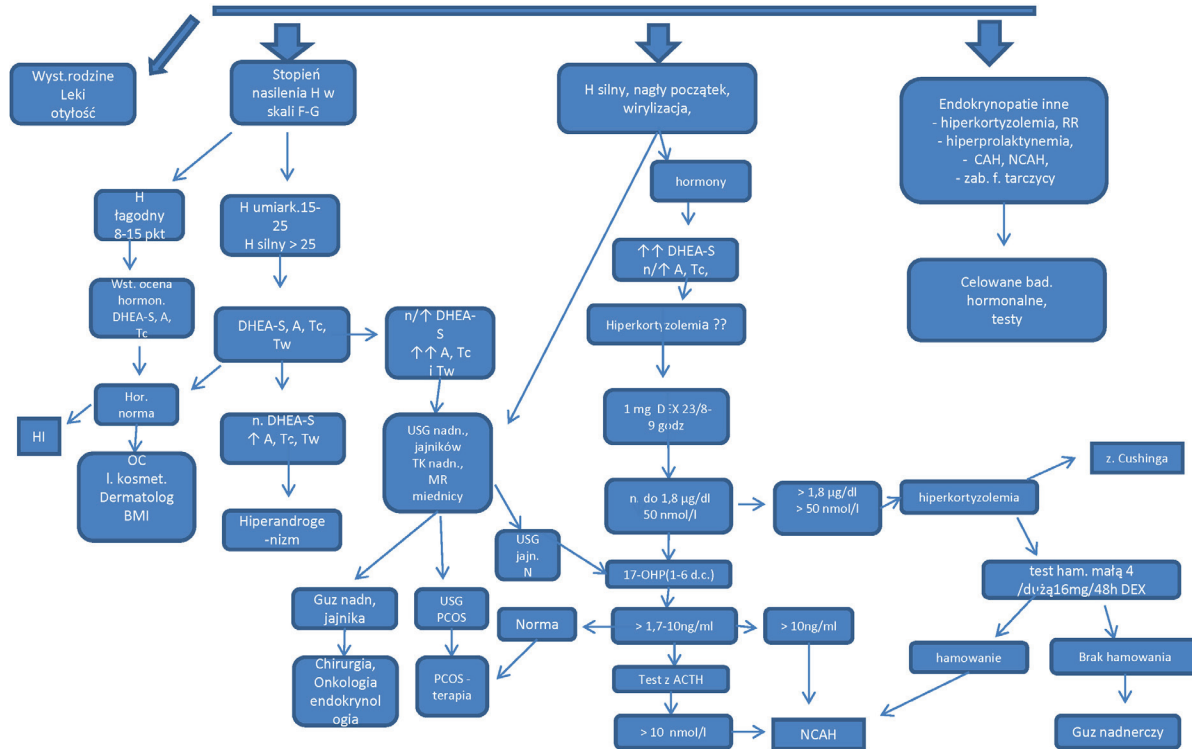 Wyst.rodzine
Leki
otyłość
Stopień
nasilenia H w
skali F-G
H silny, nagły początek,
wirylizacja,
Endokrynopatie inne
- hiperkortyzolemia, RR
- hiperprolaktynemia,
- CAH, NCAH,
- zab. f. tarczycy
hormony
H
łagodny
8-15 pkt
H umiark.15-
25
H silny > 25
↑↑ DHEA-S
n/↑ A, Tc,
Celowane bad.
hormonalne,
testy
Wst. ocena
hormon.
DHEA-S, A,
Tc
DHEA-S, A, Tc,
Tw
n/↑ DHEA-
S
↑↑ A, Tc
i Tw
Hiperkortyzolemia ??
Hor.
norma
HI
n. DHEA-S
↑ A, Tc, Tw
USG nadn.,
jajników
TK nadn.,
MR
miednicy
1 mg DEX 23/8-
9 godz
OC
l. kosmet.
Dermatolog
BMI
z. Cushinga
n. do 1,8 µg/dl
50 nmol/l
> 1,8 µg/dl
> 50 nmol/l
hiperkortyzolemia
Hiperandroge
-nizm
USG
jajn.
N
17-OHP(1-6 d.c.)
test ham. małą 4
/dużą16mg/48h DEX
Guz nadn,
jajnika
USG
PCOS
Norma
> 1,7-10ng/ml
> 10ng/ml
hamowanie
Brak hamowania
Chirurgia,
Onkologia
endokrynol
ogia
PCOS -
terapia
Test z ACTH
> 10 nmol/l
NCAH
Guz nadnerczy